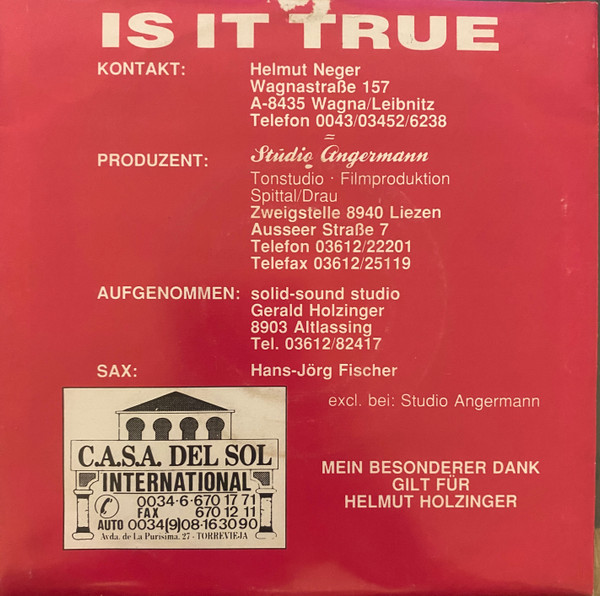 IS IT TRUE
KONTAKT: Helmut Neger
Wagnastraße 157
A-8435 Wagna/Leibnitz
Telefon 0043/03452/6238
=
PRODUZENT: Studio Angermann
Tonstudio · Filmproduktion
Spittal/Drau
Zweigstelle 8940 Liezen
Ausseer Straße 7
Telefon 03612/22201
Telefax 03612/25119
AUFGENOMMEN: solid-sound studio
Gerald Holzinger
8903 Altlassing
Tel. 03612/82417
SAX: Hans-Jörg Fischer
excl. bei: Studio Angermann
C.A.S.A. DEL SOL
INTERNATIONAL
0034·6·670 17 71
FAX 670 12 11
AUTO 0034(9)08·16 30 90
Avda. de La Purisima, 27 - TORREVIEJA
MEIN BESONDERER DANK
GILT FÜR
HELMUT HOLZINGER